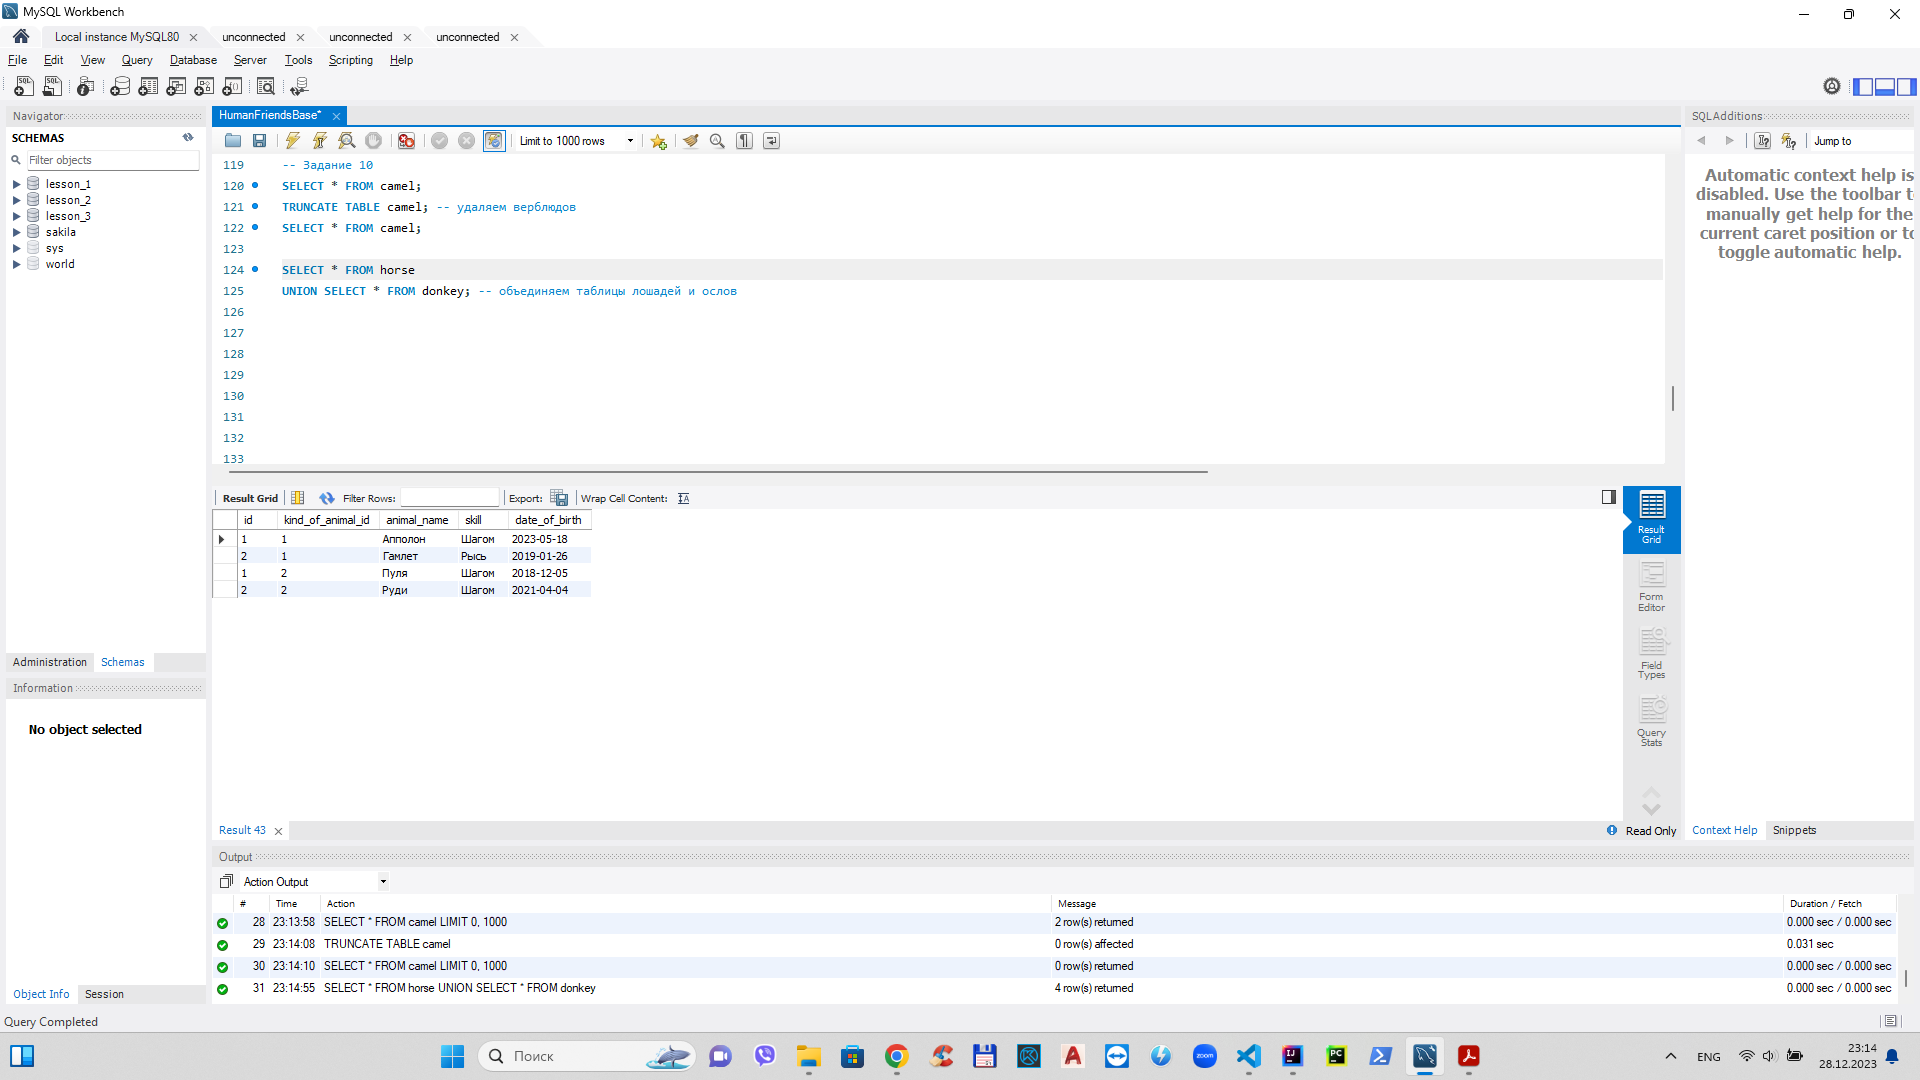 MySQL Workbench
Local instance MySQL80
unconnected
unconnected
unconnected
File Edit View Query Database Server Tools Scripting Help
Navigator
SCHEMAS
Filter objects
lesson_1
lesson_2
lesson_3
sakila
sys
world
Administration Schemas
Information
No object selected
Object Info Session
HumanFriendsBase*
Limit to 1000 rows
119 -- Задание 10
120 SELECT * FROM camel;
121 TRUNCATE TABLE camel; -- удаляем верблюдов
122 SELECT * FROM camel;
123
124 SELECT * FROM horse
125 UNION SELECT * FROM donkey; -- объединяем таблицы лошадей и ослов
126
127
128
129
130
131
132
133
Result Grid Filter Rows: Export: Wrap Cell Content:
id kind_of_animal_id animal_name skill date_of_birth
1 1 Апполон Шагом 2023-05-18
2 1 Гамлет Рысь 2019-01-26
1 2 Пуля Шагом 2018-12-05
2 2 Руди Шагом 2021-04-04
Result Grid
Form Editor
Field Types
Query Stats
Result 43
Read Only
SQLAdditions
Jump to
Automatic context help is
disabled. Use the toolbar t
manually get help for the
current caret position or to
toggle automatic help.
Context Help Snippets
Output
Action Output
# Time Action Message Duration / Fetch
28 23:13:58 SELECT * FROM camel LIMIT 0, 1000 2 row(s) returned 0.000 sec / 0.000 sec
29 23:14:08 TRUNCATE TABLE camel 0 row(s) affected 0.031 sec
30 23:14:10 SELECT * FROM camel LIMIT 0, 1000 0 row(s) returned 0.000 sec / 0.000 sec
31 23:14:55 SELECT * FROM horse UNION SELECT * FROM donkey 4 row(s) returned 0.000 sec / 0.000 sec
Query Completed
Поиск
zoom
IJ
PC
ENG
23:14
28.12.2023